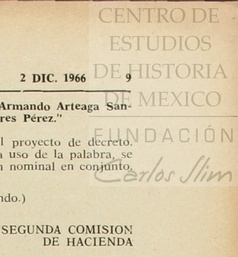 CENTRO DE
ESTUDIOS
DE HISTORIA
DE MEXICO
FUNDACIÓN
Carlos Slim
2 DIC. 1966 9
Armando Arteaga San-
res Pérez."
l proyecto de decreto.
a uso de la palabra, se
n nominal en conjunto,
ndo.)
SEGUNDA COMISION
DE HACIENDA